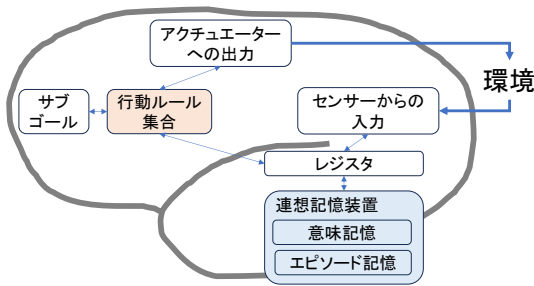 アクチュエーター
への出力
環境
サブ
ゴール
行動ルール
集合
センサーからの
入力
レジスタ
連想記憶装置
意味記憶
エピソード記憶